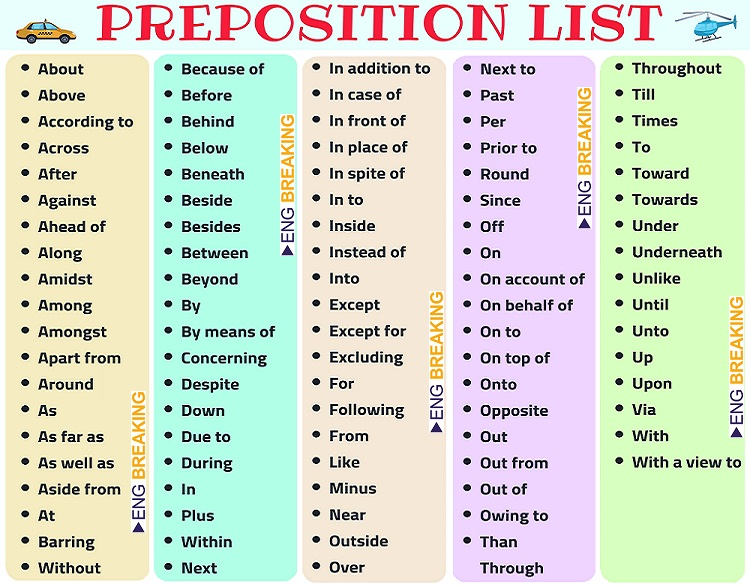 PREPOSITION LIST
About
Above
According to
Across
After
Against
Ahead of
Along
Amidst
Among
Amongst
Apart from
Around
As
As far as
As well as
Aside from
At
Barring
Without
ENG BREAKING
Because of
Before
Behind
Below
Beneath
Beside
Besides
Between
Beyond
By
By means of
Concerning
Despite
Down
Due to
During
In
Plus
Within
Next
ENG BREAKING
In addition to
In case of
In front of
In place of
In spite of
In to
Inside
Instead of
Into
Except
Except for
Excluding
For
Following
From
Like
Minus
Near
Outside
Over
ENG BREAKING
Next to
Past
Per
Prior to
Round
Since
Off
On
On account of
On behalf of
On to
On top of
Onto
Opposite
Out
Out from
Out of
Owing to
Than
Through
ENG BREAKING
Throughout
Till
Times
To
Toward
Towards
Under
Underneath
Unlike
Until
Unto
Up
Upon
Via
With
With a view to
ENG BREAKING